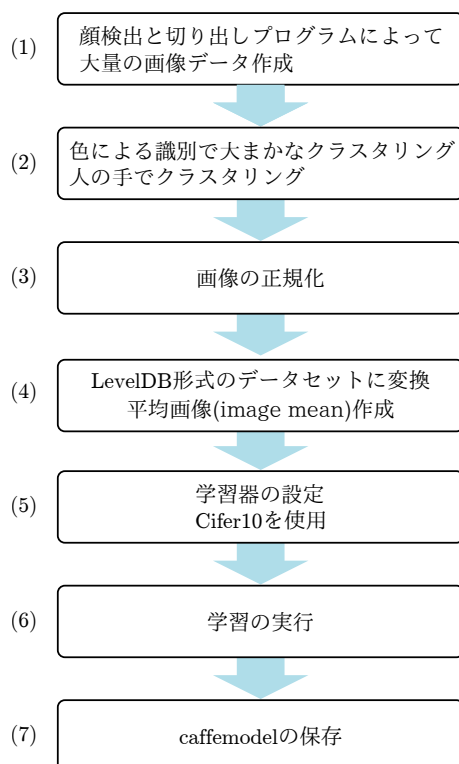 (1)
顔検出と切り出しプログラムによって
大量の画像データ作成
(2)
色による識別で大まかなクラスタリング
人の手でクラスタリング
(3)
画像の正規化
(4)
LevelDB形式のデータセットに変換
平均画像(image mean)作成
(5)
学習器の設定
Cifer10を使用
(6)
学習の実行
(7)
caffemodelの保存